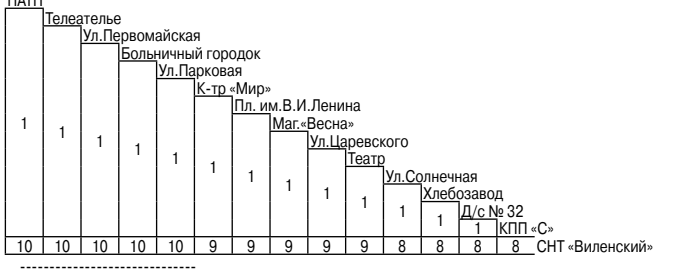 ПАТП
Телеателье
Ул.Первомайская
Больничный городок
Ул.Парковая
К-тр «Мир»
Пл. им.В.И.Ленина
Маг.«Весна»
Ул.Царевского
Театр
Ул.Солнечная
Хлебозавод
Д/с № 32
КПП «С»
1 1 1 1 1 1 1 1 1 1 1 1 1
10 10 10 10 10 9 9 9 9 9 8 8 8 8 СНТ «Виленский»